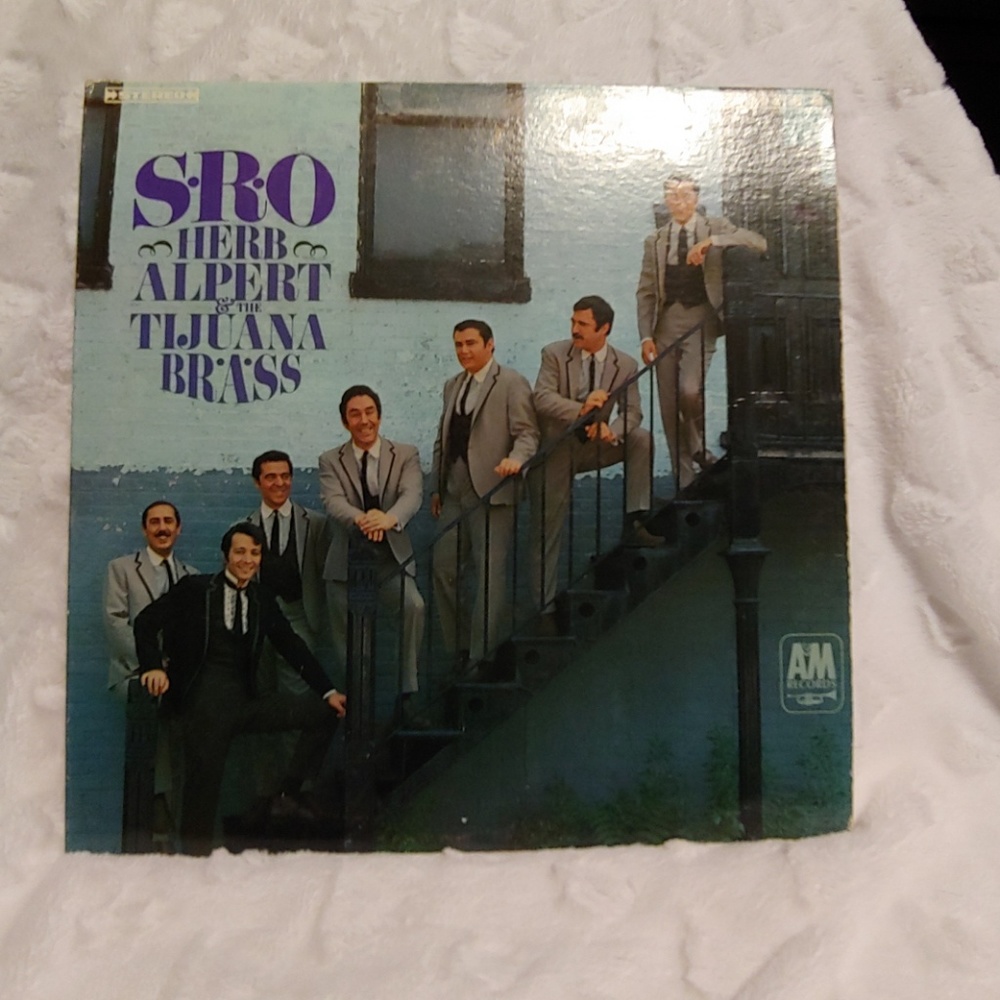 STEREO
S·R·O
HERB
ALPERT
& THE
TIJUANA
BRASS
A&M
RECORDS